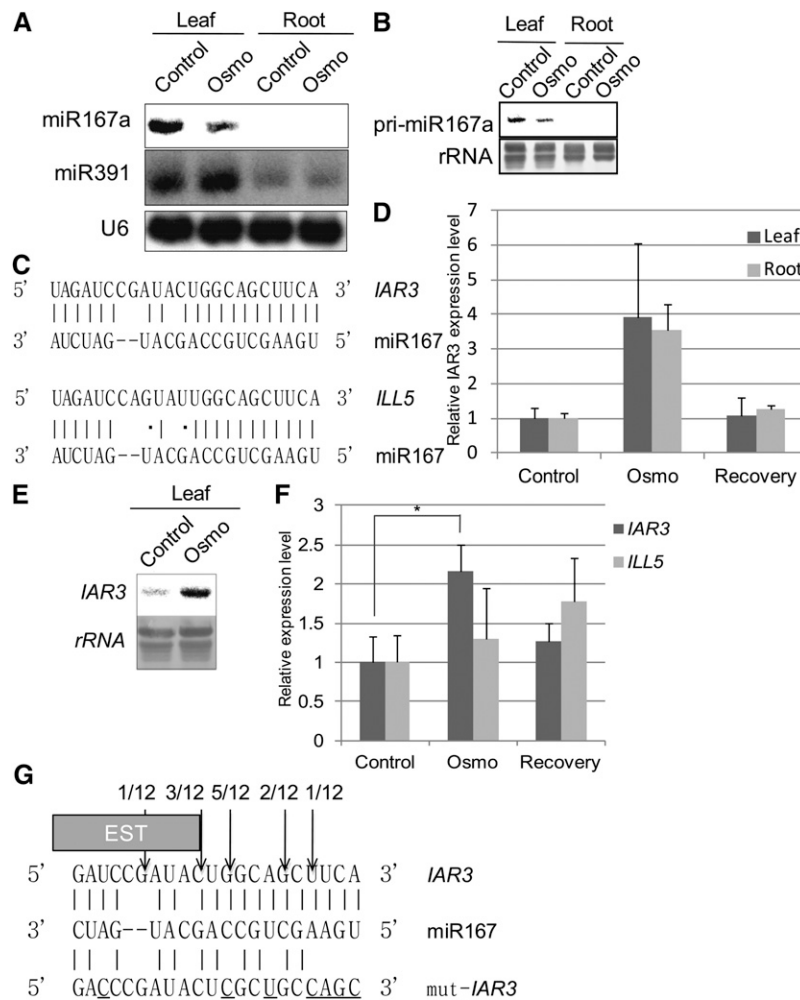 A
Leaf Root
Control Osmo Control Osmo
miR167a
miR391
U6
B
Leaf Root
Control Osmo Control Osmo
pri-miR167a
rRNA
C
5' UAGAUCCGAUACUGGCAGCUUCA 3' IAR3
3' AUCUAG--UACGACCGUCGAAGU 5' miR167
5' UAGAUCCAGUAUUGGCAGCUUCA 3' ILL5
3' AUCUAG--UACGACCGUCGAAGU 5' miR167
D
Relative IAR3 expression level
7
6
5
4
3
2
1
0
Leaf
Root
Control Osmo Recovery
E
Leaf
Control Osmo
IAR3
rRNA
F
Relative expression level
3
2.5
2
1.5
1
0.5
0
*
IAR3
ILL5
Control Osmo Recovery
G
1/12 3/12 5/12 2/12 1/12
EST
5' GAUCCGAUACUGGCAGCUUCA 3' IAR3
3' CUAG--UACGACCGUCGAAGU 5' miR167
5' GACCCGAUACUCGCUGCCAGC 3' mut-IAR3